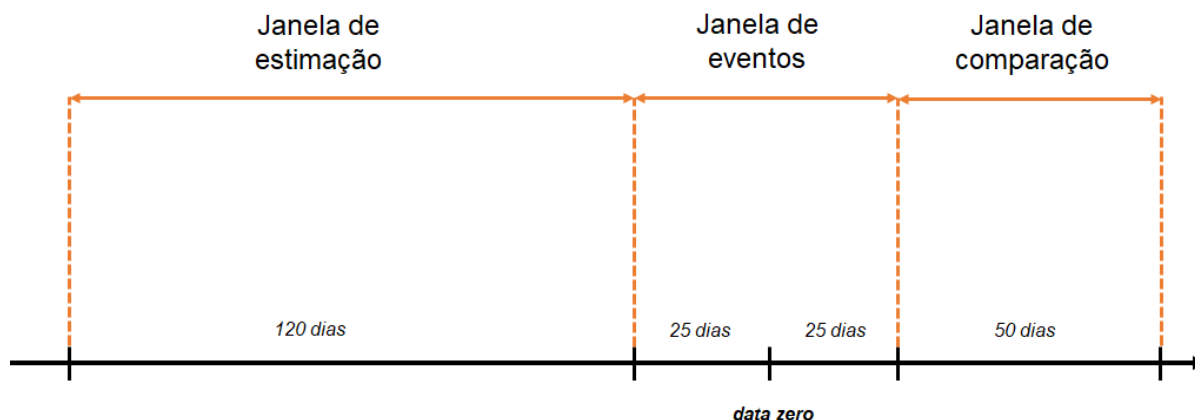 Janela de
estimação
Janela de
eventos
Janela de
comparação
120 dias
25 dias
25 dias
50 dias
data zero